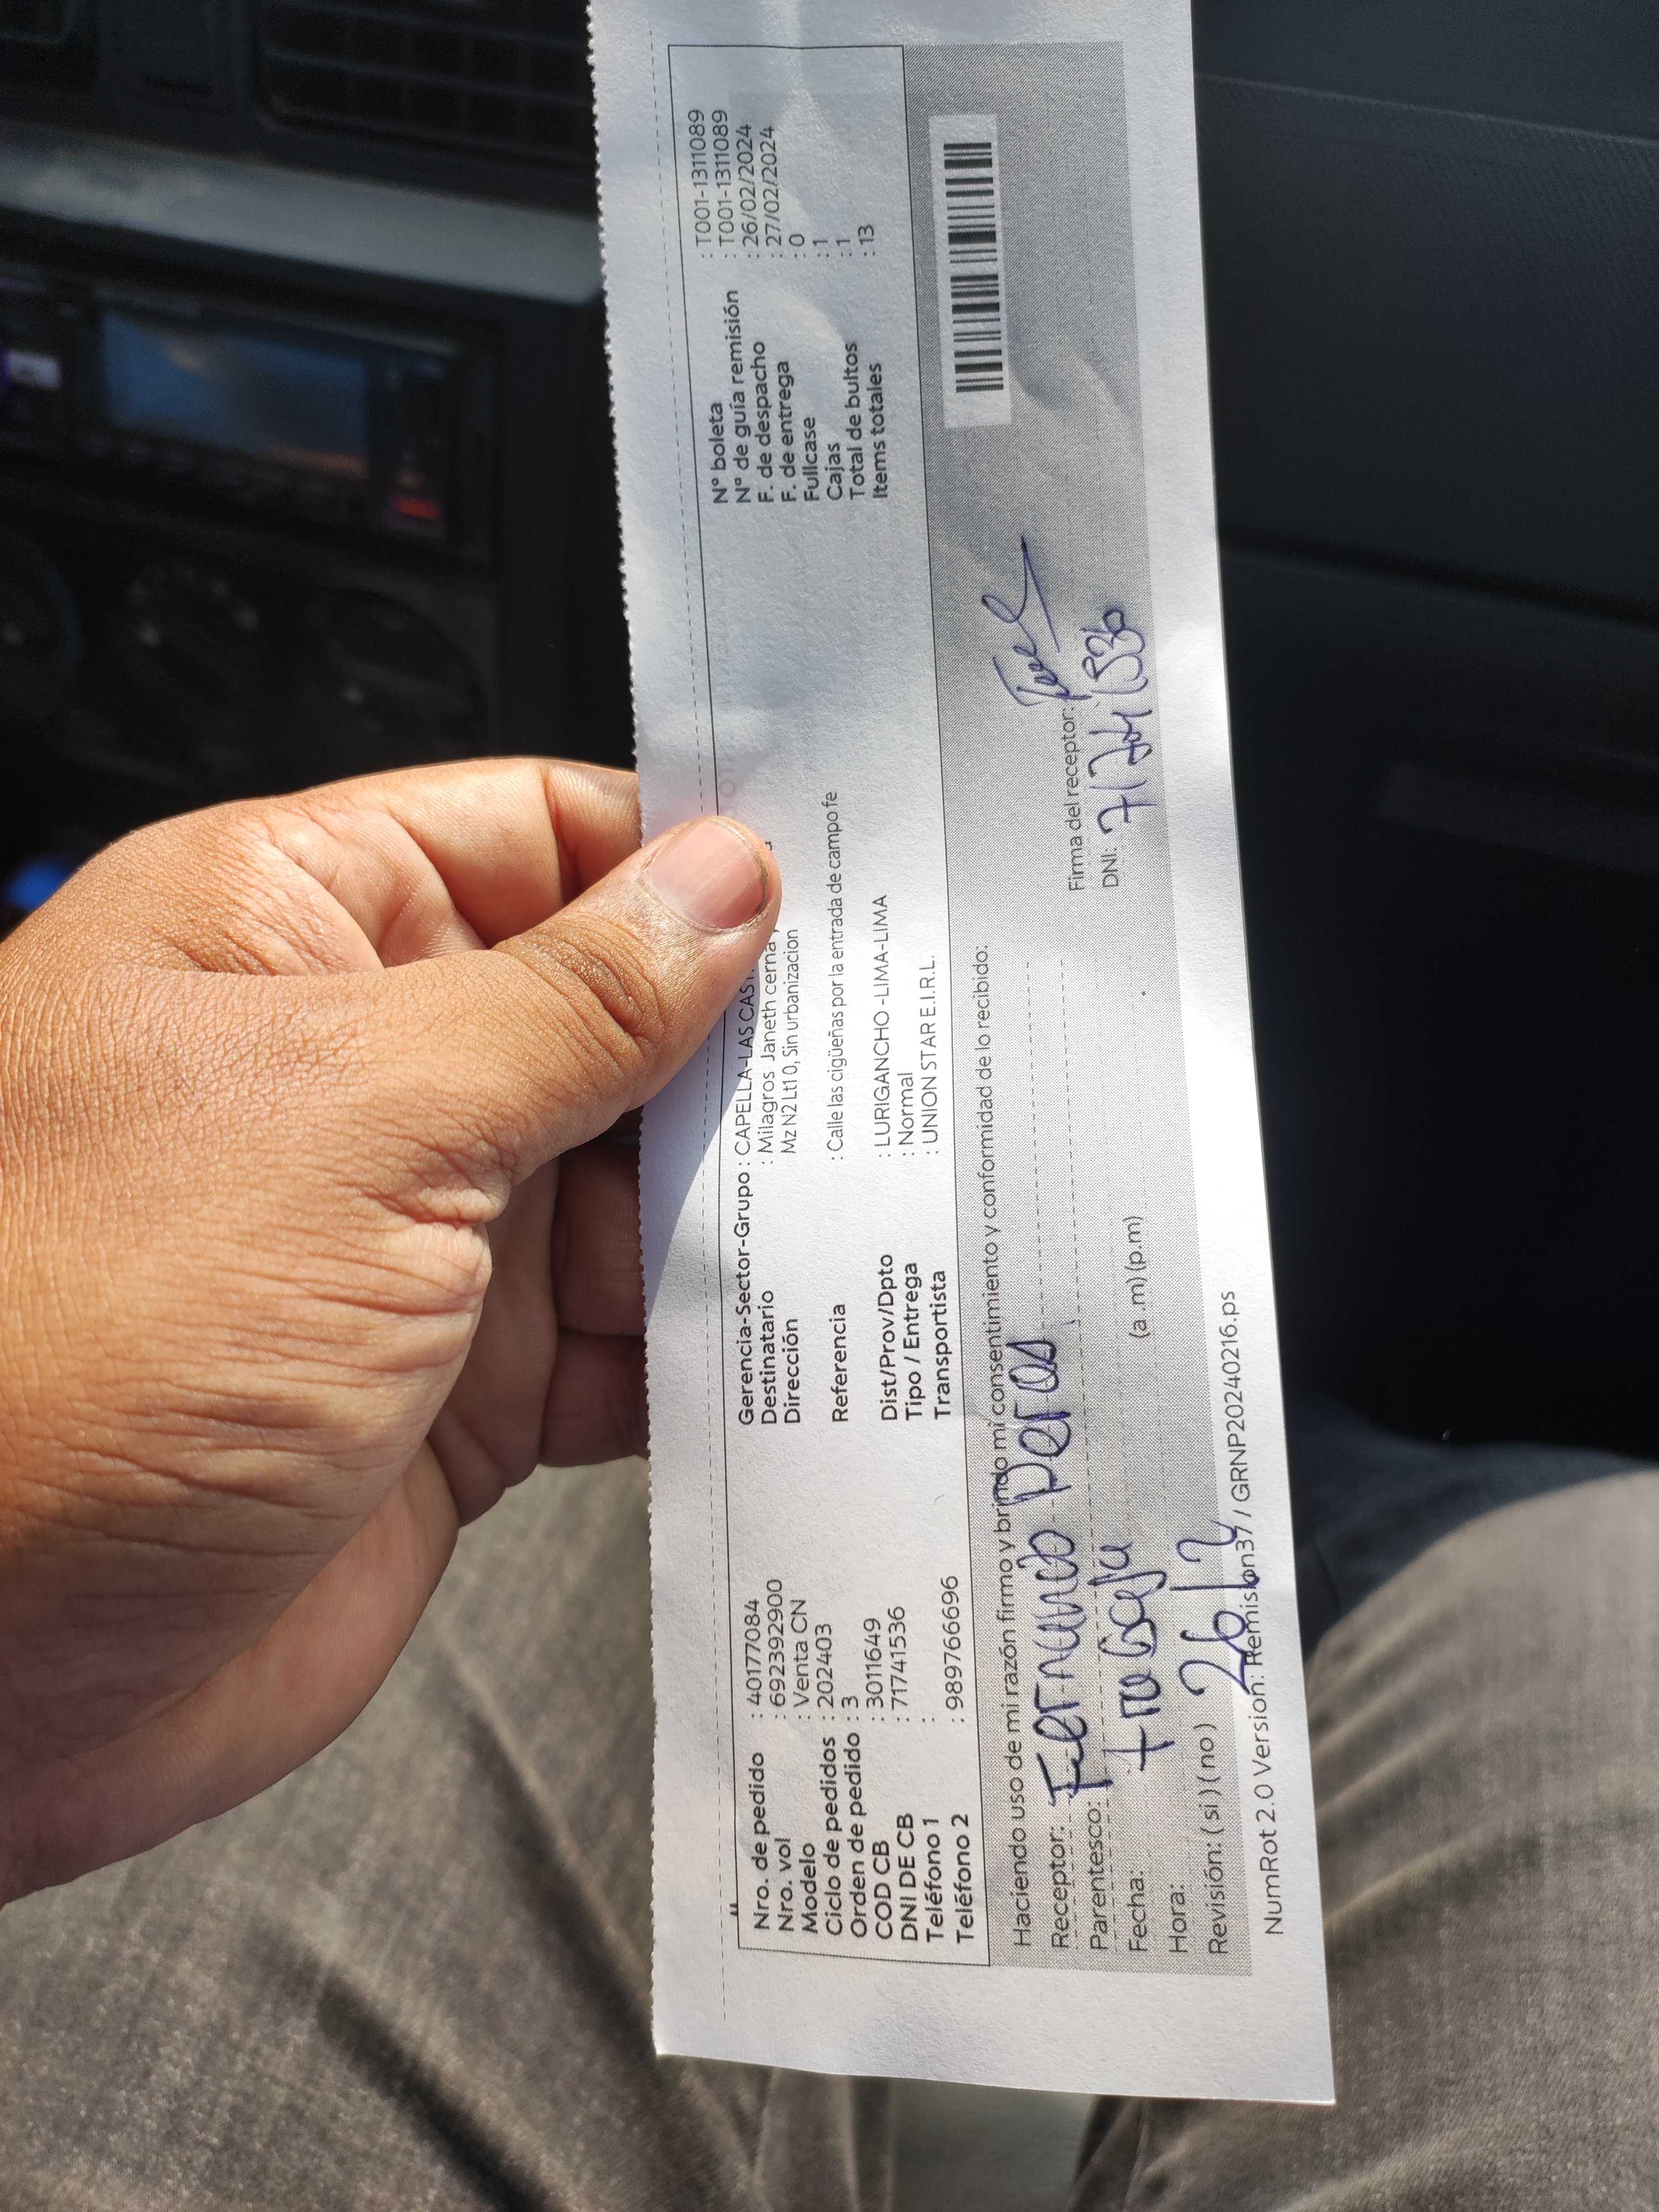 Nro. de pedido : 40177084
Nro. vol : 692392900
Modelo : Venta CN
Ciclo de pedidos : 202403
Orden de pedido : 3
COD CB : 3011649
DNI DE CB : 71741536
Teléfono 1 :
Teléfono 2 : 989766696
Gerencia-Sector-Grupo : CAPELLA-LAS
Destinatario : Milagros Janeth cerna
Dirección Mz N2 Lt10, Sin urbanizacion
Referencia : Calle las cigüeñas por la entrada de campo fe
Dist/Prov/Dpto : LURIGANCHO -LIMA-LIMA
Tipo / Entrega : Normal
Transportista : UNION STAR E.I.R.L.
N° boleta : T001-1311089
N° de guía remisión : T001-1311089
F. de despacho : 26/02/2024
F. de entrega : 27/02/2024
Fullcase : 0
Cajas : 1
Total de bultos : 1
Items totales : 13
Haciendo uso de mi razón firmo y brindo mi consentimiento y conformidad de lo recibido:
Receptor: Fernando
Parentesco:
Fecha:
Hora: (a .m) (p.m)
Revisión: ( si ) ( no ) 26/2
Firma del receptor:
DNI:
NumRot 2.0 Version: Remision37 / GRNP20240216.ps